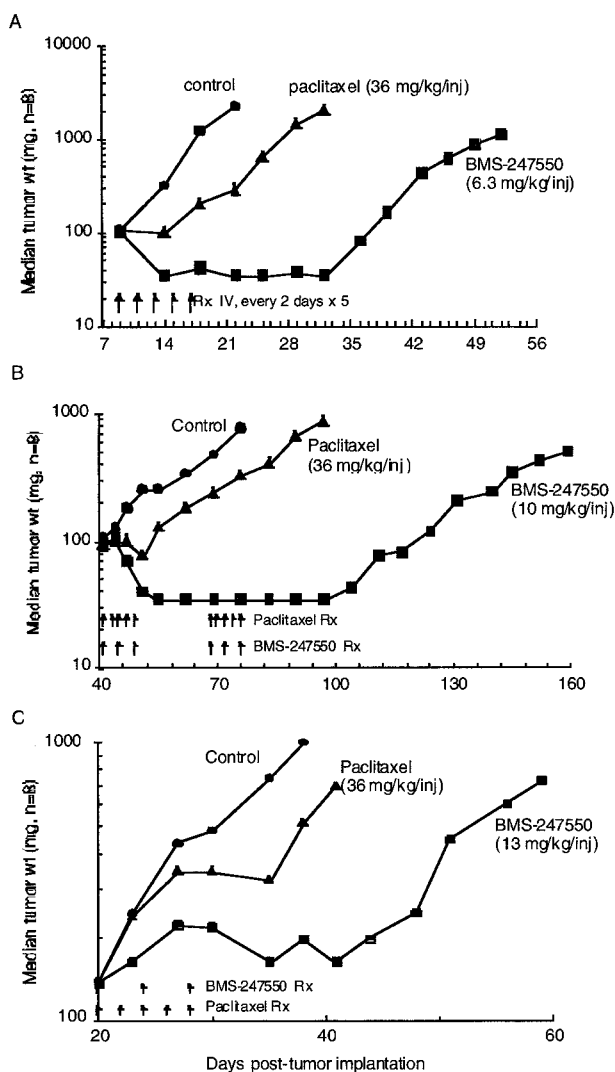 A
10000
1000
100
10
Median tumor wt (mg, n=8)
control
paclitaxel (36 mg/kg/inj)
BMS-247550
(6.3 mg/kg/inj)
Rx IV, every 2 days x 5
7 14 21 28 35 42 49 56
B
1000
100
10
Median tumor wt (mg, n=8)
Control
Paclitaxel
(36 mg/kg/inj)
BMS-247550
(10 mg/kg/inj)
Paclitaxel Rx
BMS-247550 Rx
40 70 100 130 160
C
1000
100
Median tumor wt (mg, n=8)
Control
Paclitaxel
(36 mg/kg/inj)
BMS-247550
(13 mg/kg/inj)
BMS-247550 Rx
Paclitaxel Rx
20 40 60
Days post-tumor implantation